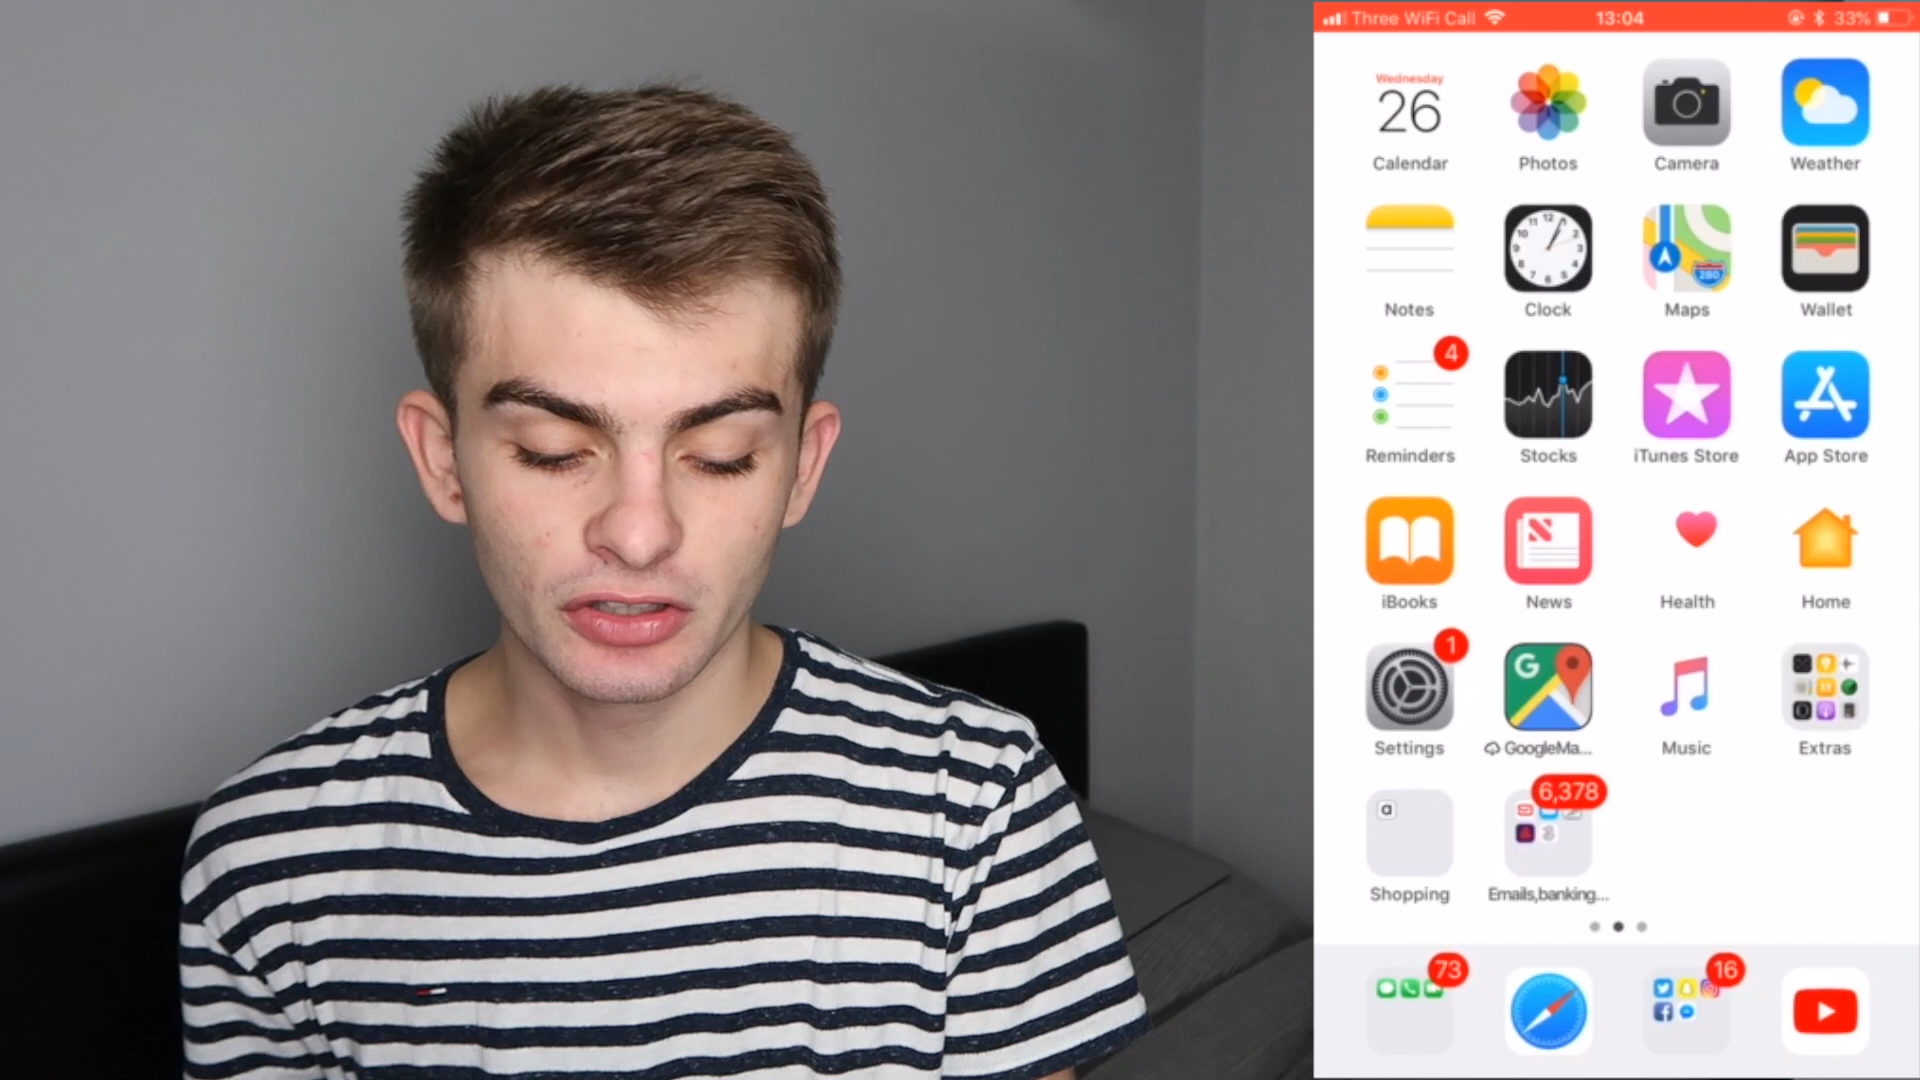 Three WiFi Call 13:04 33%
Wednesday
26
Calendar Photos Camera Weather
12
280
Notes Clock Maps Wallet
4
Reminders Stocks iTunes Store App Store
iBooks News Health Home
1
G
Settings GoogleMa... Music Extras
6,378
a
Shopping Emails,banking...
73 16